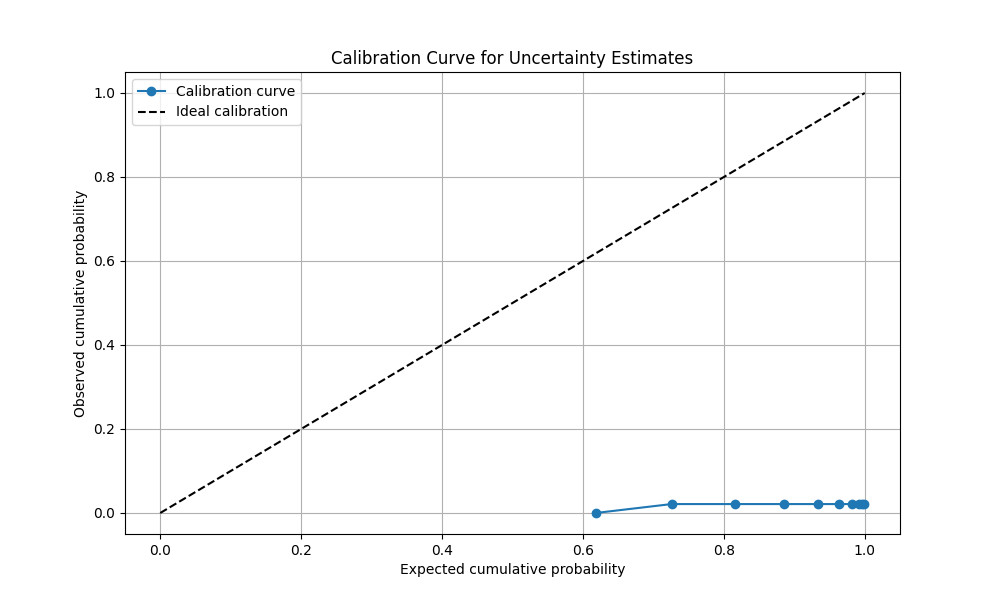 Calibration Curve for Uncertainty Estimates
Calibration curve
Ideal calibration
1.0
0.8
0.6
0.4
0.2
0.0
Observed cumulative probability
0.0 0.2 0.4 0.6 0.8 1.0
Expected cumulative probability